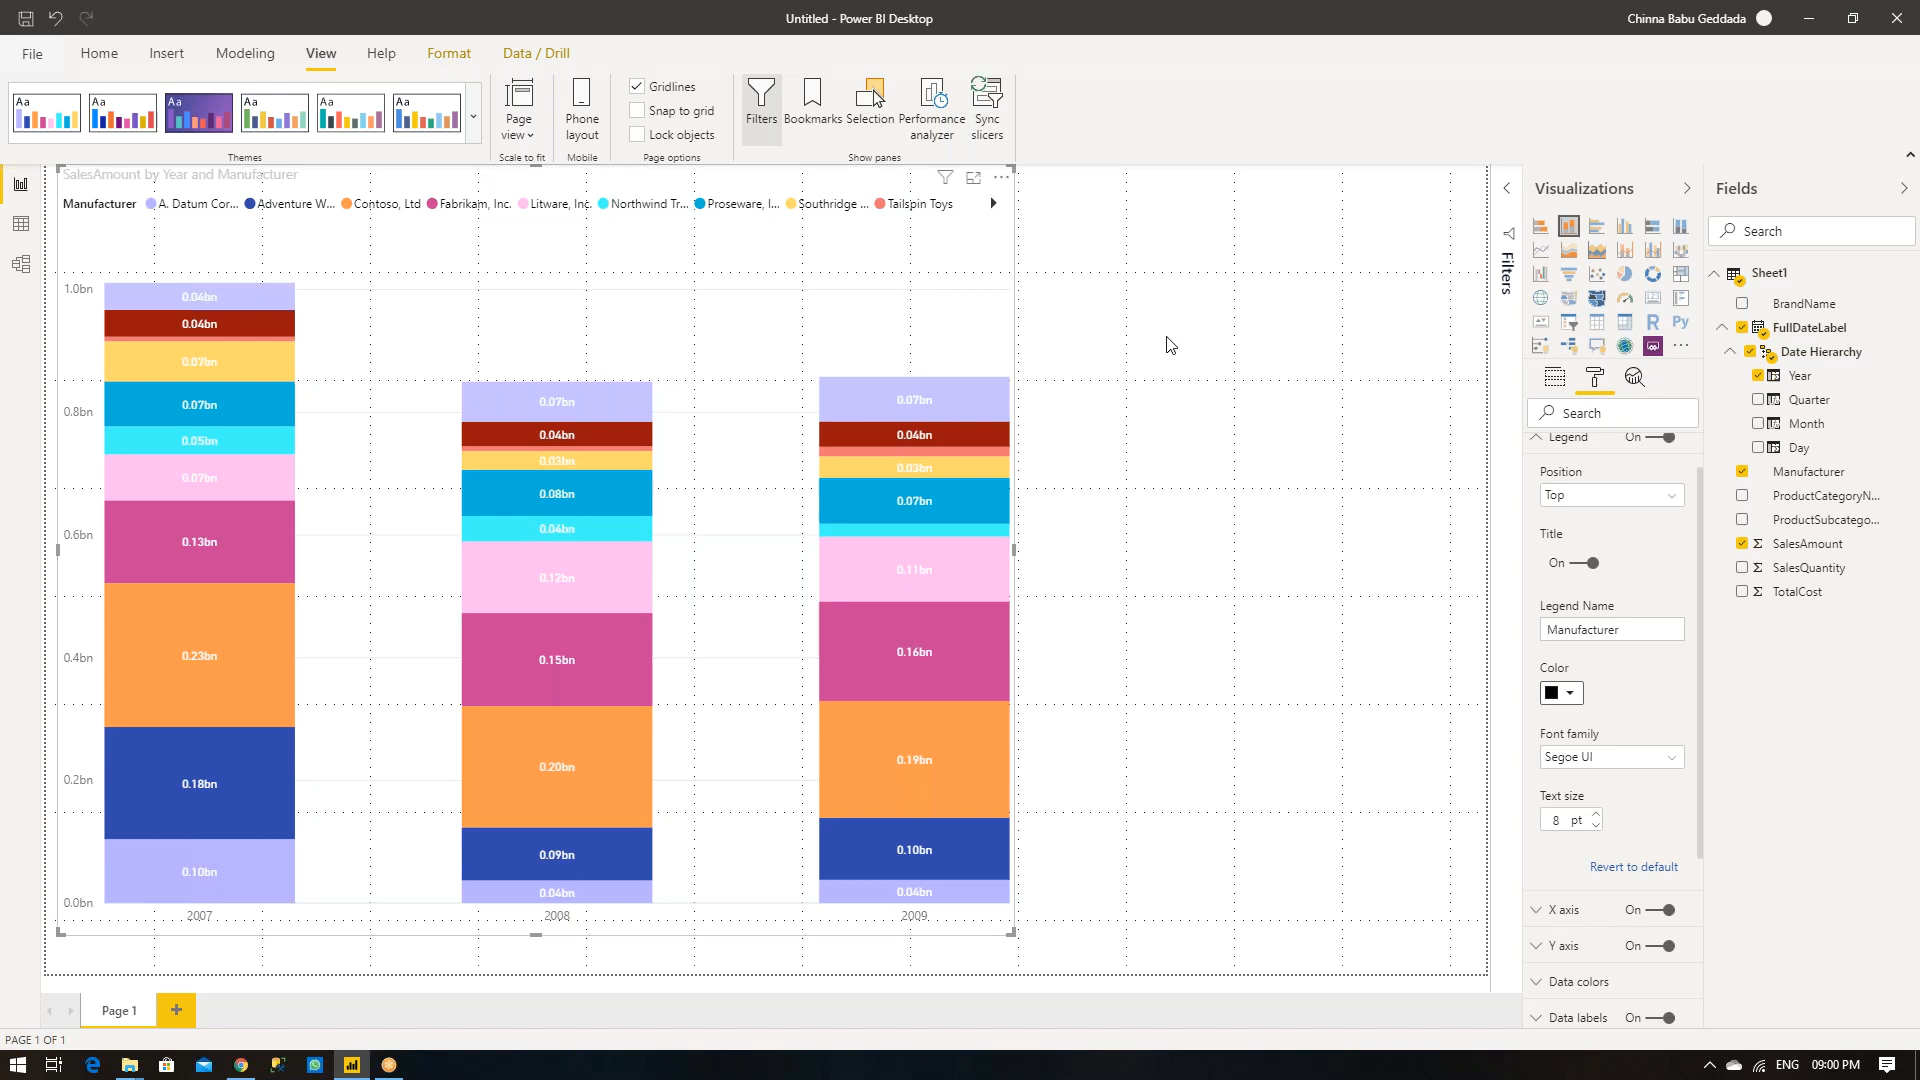 Untitled - Power BI Desktop
Chinna Babu Geddada
File
Home
Insert
Modeling
View
Help
Format
Data / Drill
Aa
Aa
Aa
Aa
Aa
Aa
Themes
Page view
Scale to fit
Phone layout
Mobile
Gridlines
Snap to grid
Lock objects
Page options
Filters
Bookmarks
Selection
Performance analyzer
Sync slicers
Show panes
SalesAmount by Year and Manufacturer
Manufacturer
A. Datum Cor...
Adventure W...
Contoso, Ltd
Fabrikam, Inc.
Litware, Inc.
Northwind Tr...
Proseware, I...
Southridge ...
Tailspin Toys
1.0bn
0.8bn
0.6bn
0.4bn
0.2bn
0.0bn
0.04bn
0.04bn
0.07bn
0.07bn
0.05bn
0.07bn
0.13bn
0.23bn
0.18bn
0.10bn
2007
0.07bn
0.04bn
0.03bn
0.08bn
0.04bn
0.12bn
0.15bn
0.20bn
0.09bn
0.04bn
2008
0.07bn
0.04bn
0.03bn
0.07bn
0.11bn
0.16bn
0.19bn
0.10bn
0.04bn
2009
Filters
Visualizations
R
Py
Search
Legend On
Position
Top
Title
On
Legend Name
Manufacturer
Color
Font family
Segoe UI
Text size
8 pt
Revert to default
X axis On
Y axis On
Data colors
Data labels On
Fields
Search
Sheet1
BrandName
FullDateLabel
Date Hierarchy
Year
Quarter
Month
Day
Manufacturer
ProductCategoryN...
ProductSubcatego...
SalesAmount
SalesQuantity
TotalCost
Page 1
PAGE 1 OF 1
ENG
09:00 PM